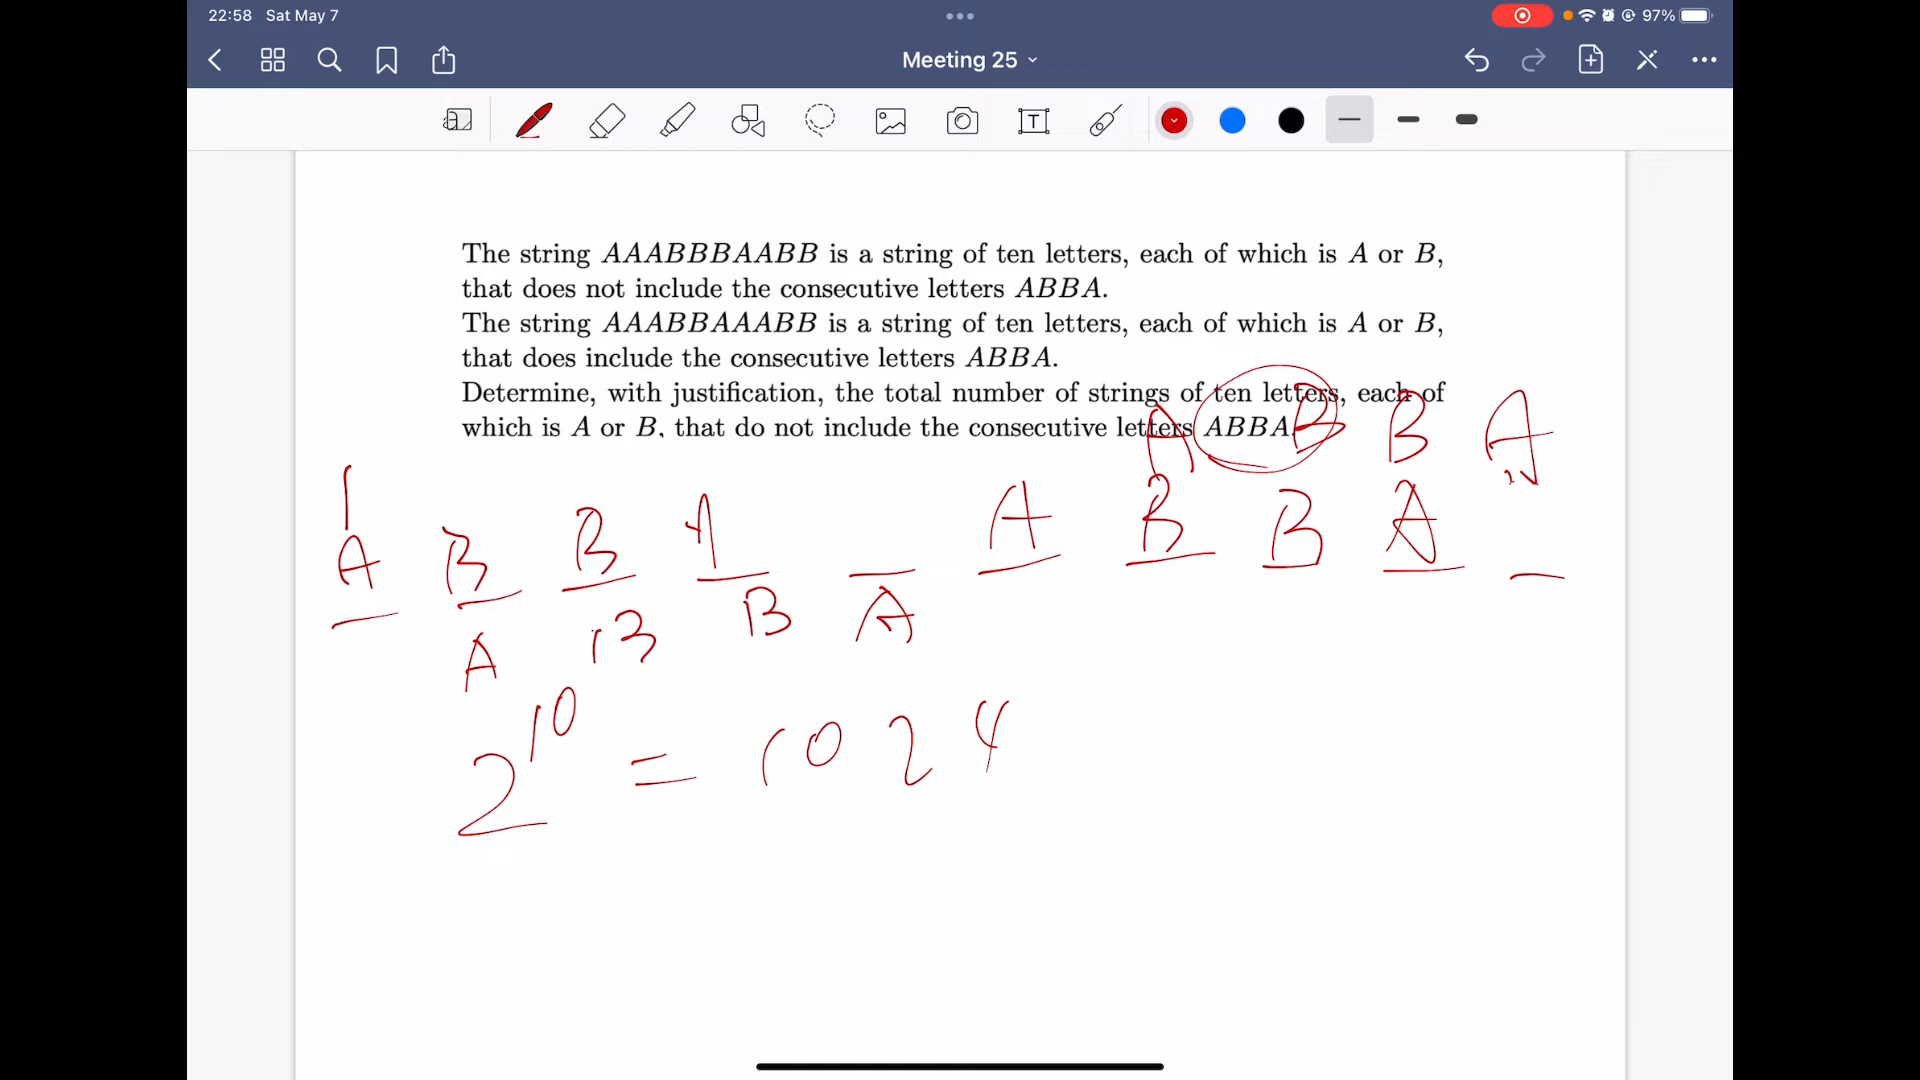 22:58 Sat May 7
97%
Meeting 25
The string AAABBBAABB is a string of ten letters, each of which is A or B,
that does not include the consecutive letters ABBA.
The string AAABBAAABB is a string of ten letters, each of which is A or B,
that does include the consecutive letters ABBA.
Determine, with justification, the total number of strings of ten letters, each of
which is A or B, that do not include the consecutive letters ABBA.
A B B A
A B B A A B B A
A B B A
2^10 = 1024